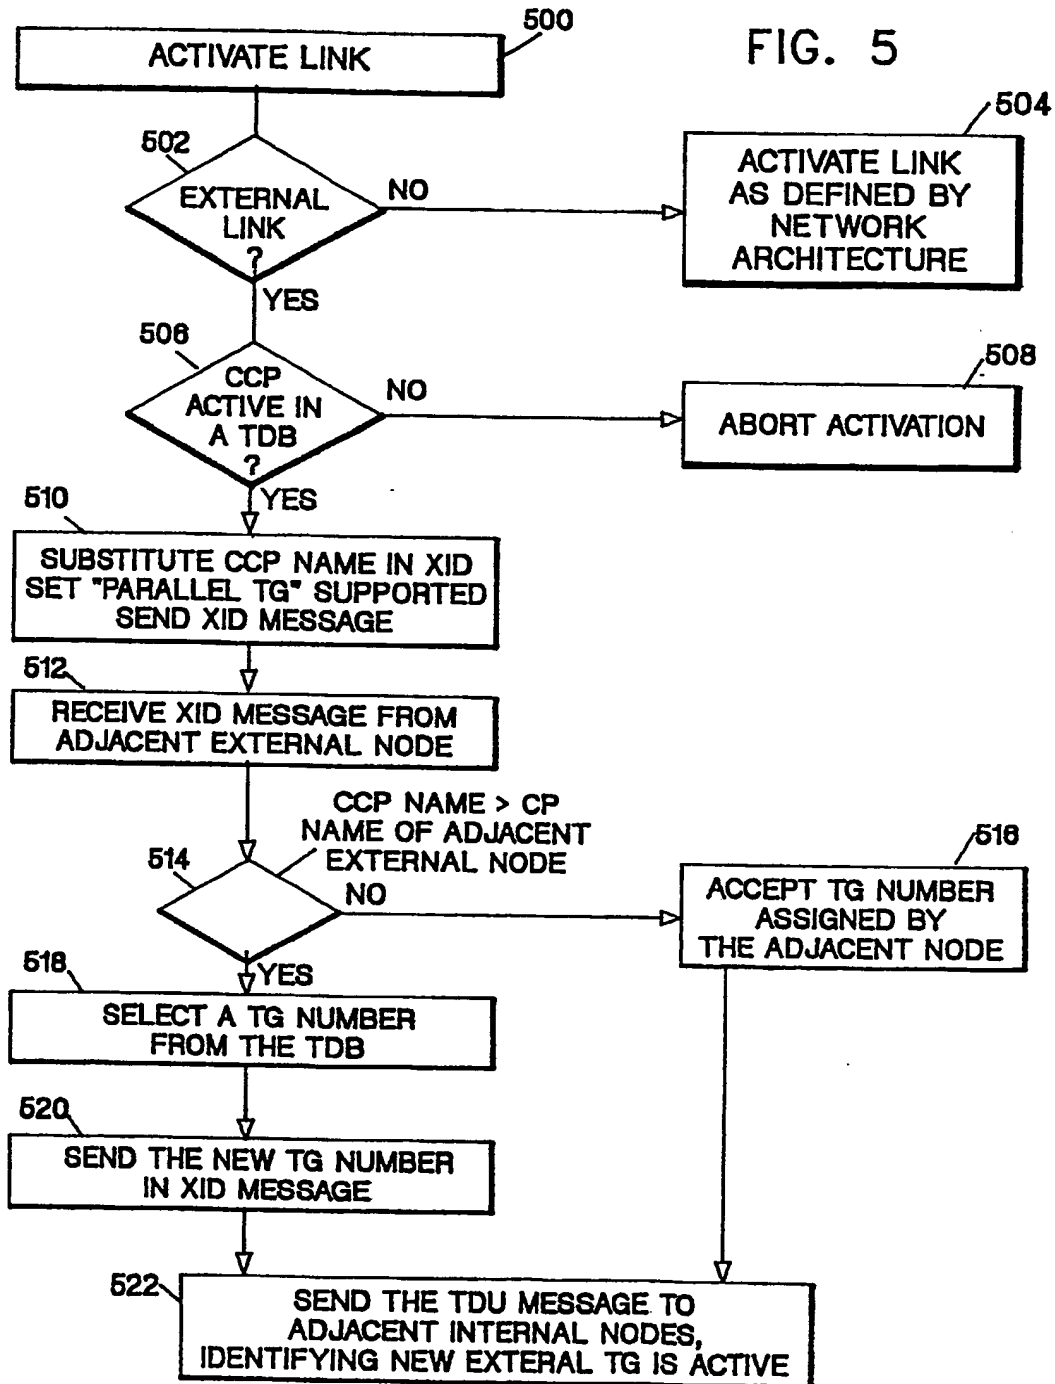 500
FIG. 5
ACTIVATE LINK
504
502
EXTERNAL
LINK
?
NO
YES
ACTIVATE LINK
AS DEFINED BY
NETWORK
ARCHITECTURE
506
CCP
ACTIVE IN
A TDB
?
NO
YES
508
ABORT ACTIVATION
510
SUBSTITUTE CCP NAME IN XID
SET "PARALLEL TG" SUPPORTED
SEND XID MESSAGE
512
RECEIVE XID MESSAGE FROM
ADJACENT EXTERNAL NODE
CCP NAME > CP
NAME OF ADJACENT
EXTERNAL NODE
514
NO
YES
516
ACCEPT TG NUMBER
ASSIGNED BY
THE ADJACENT NODE
518
SELECT A TG NUMBER
FROM THE TDB
520
SEND THE NEW TG NUMBER
IN XID MESSAGE
522
SEND THE TDU MESSAGE TO
ADJACENT INTERNAL NODES,
IDENTIFYING NEW EXTERAL TG IS ACTIVE